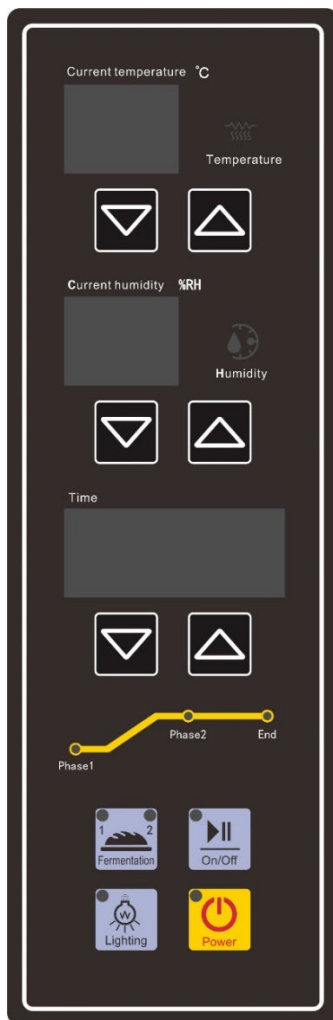 Current temperature °C
Temperature
Current humidity %RH
Humidity
Time
Phase2 End
Phase1
1 2
Fermentation
On/Off
W
Lighting
Power